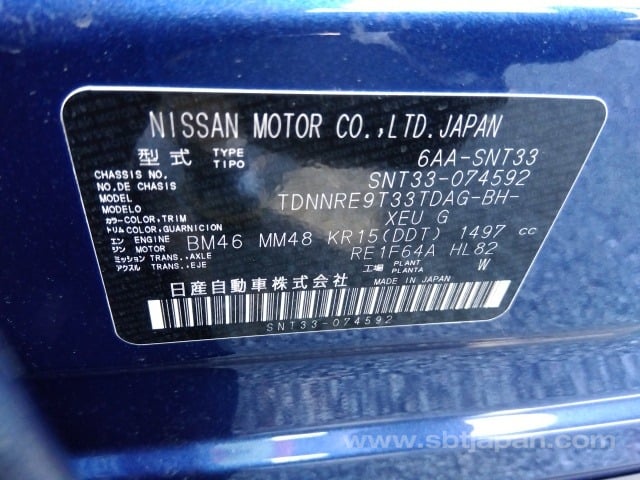 NISSAN MOTOR CO.,LTD.JAPAN
型式 TYPE TIPO 6AA-SNT33
CHASSIS NO. NO.DE CHASIS SNT33-074592
MODEL MODELO TDNNRE9T33TDAG-BH-
カラー COLOR,TRIM XEU G
トリム COLOR,GUARNICION
エンジン ENGINE MOTOR BM46 MM48 KR15(DDT) 1497 cc
ミッション TRANS.,AXLE アクスル TRANS.,EJE RE1F64A HL82
工場 PLANT PLANTA W
日産自動車株式会社 MADE IN JAPAN
SNT33-074592
www.sbtjapan.com